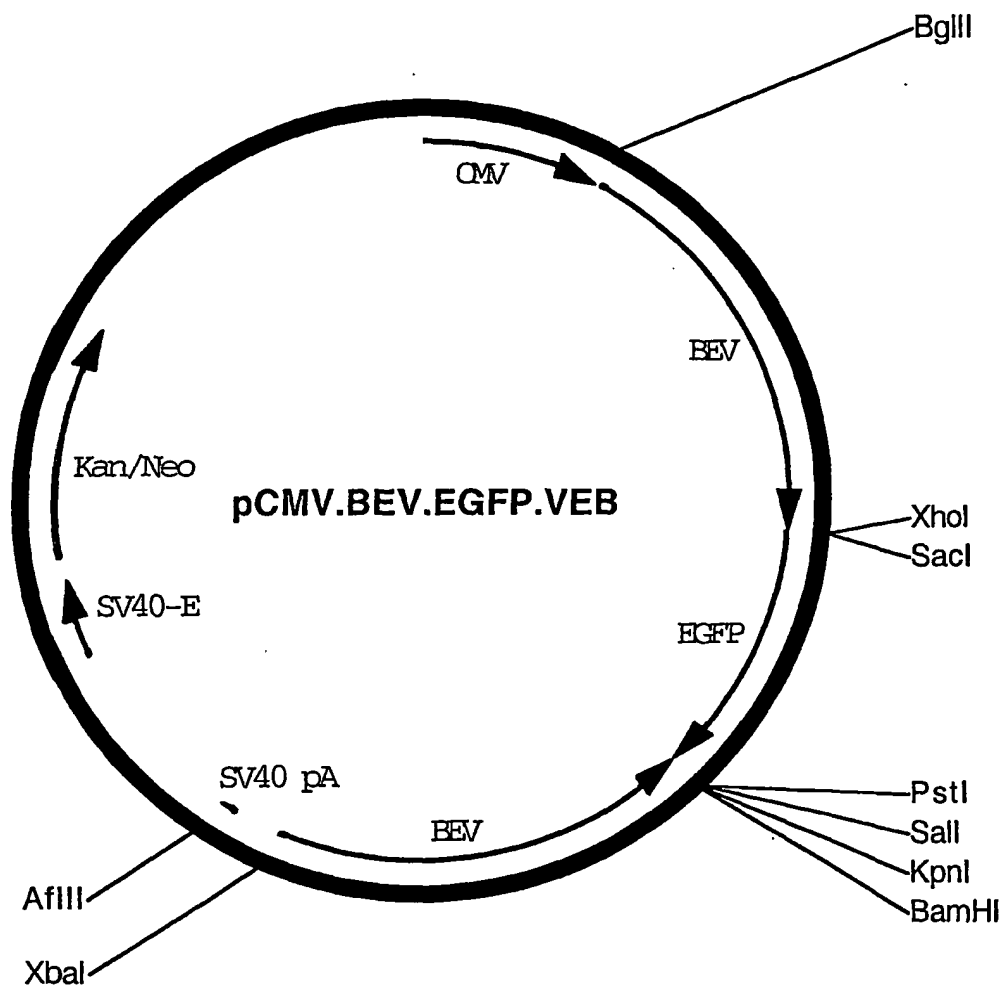 BglII
CMV
BEV
Kan/Neo
pCMV.BEV.EGFP.VEB
XhoI
SacI
SV40-E
EGFP
SV40 pA
PstI
SalI
BEV
KpnI
AflII
BamHI
XbaI